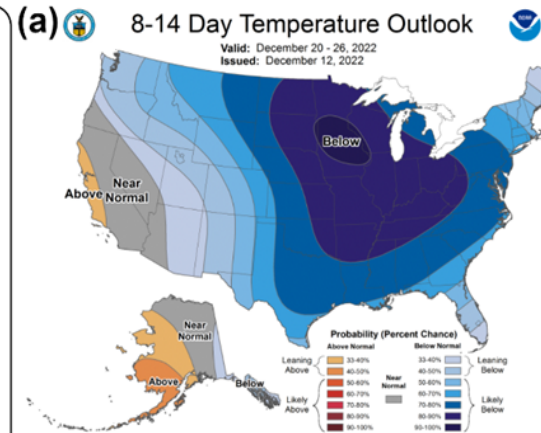 (a)
8-14 Day Temperature Outlook
Valid: December 20 - 26, 2022
Issued: December 12, 2022
Below
Above
Near
Normal
Near
Normal
Above
Below
Probability (Percent Chance)
Above Normal
Below Normal
Leaning
Above
33-40%
40-50%
Likely
Above
50-60%
60-70%
70-80%
80-90%
90-100%
Near
Normal
33-40%
40-50%
Leaning
Below
50-60%
60-70%
70-80%
80-90%
90-100%
Likely
Below